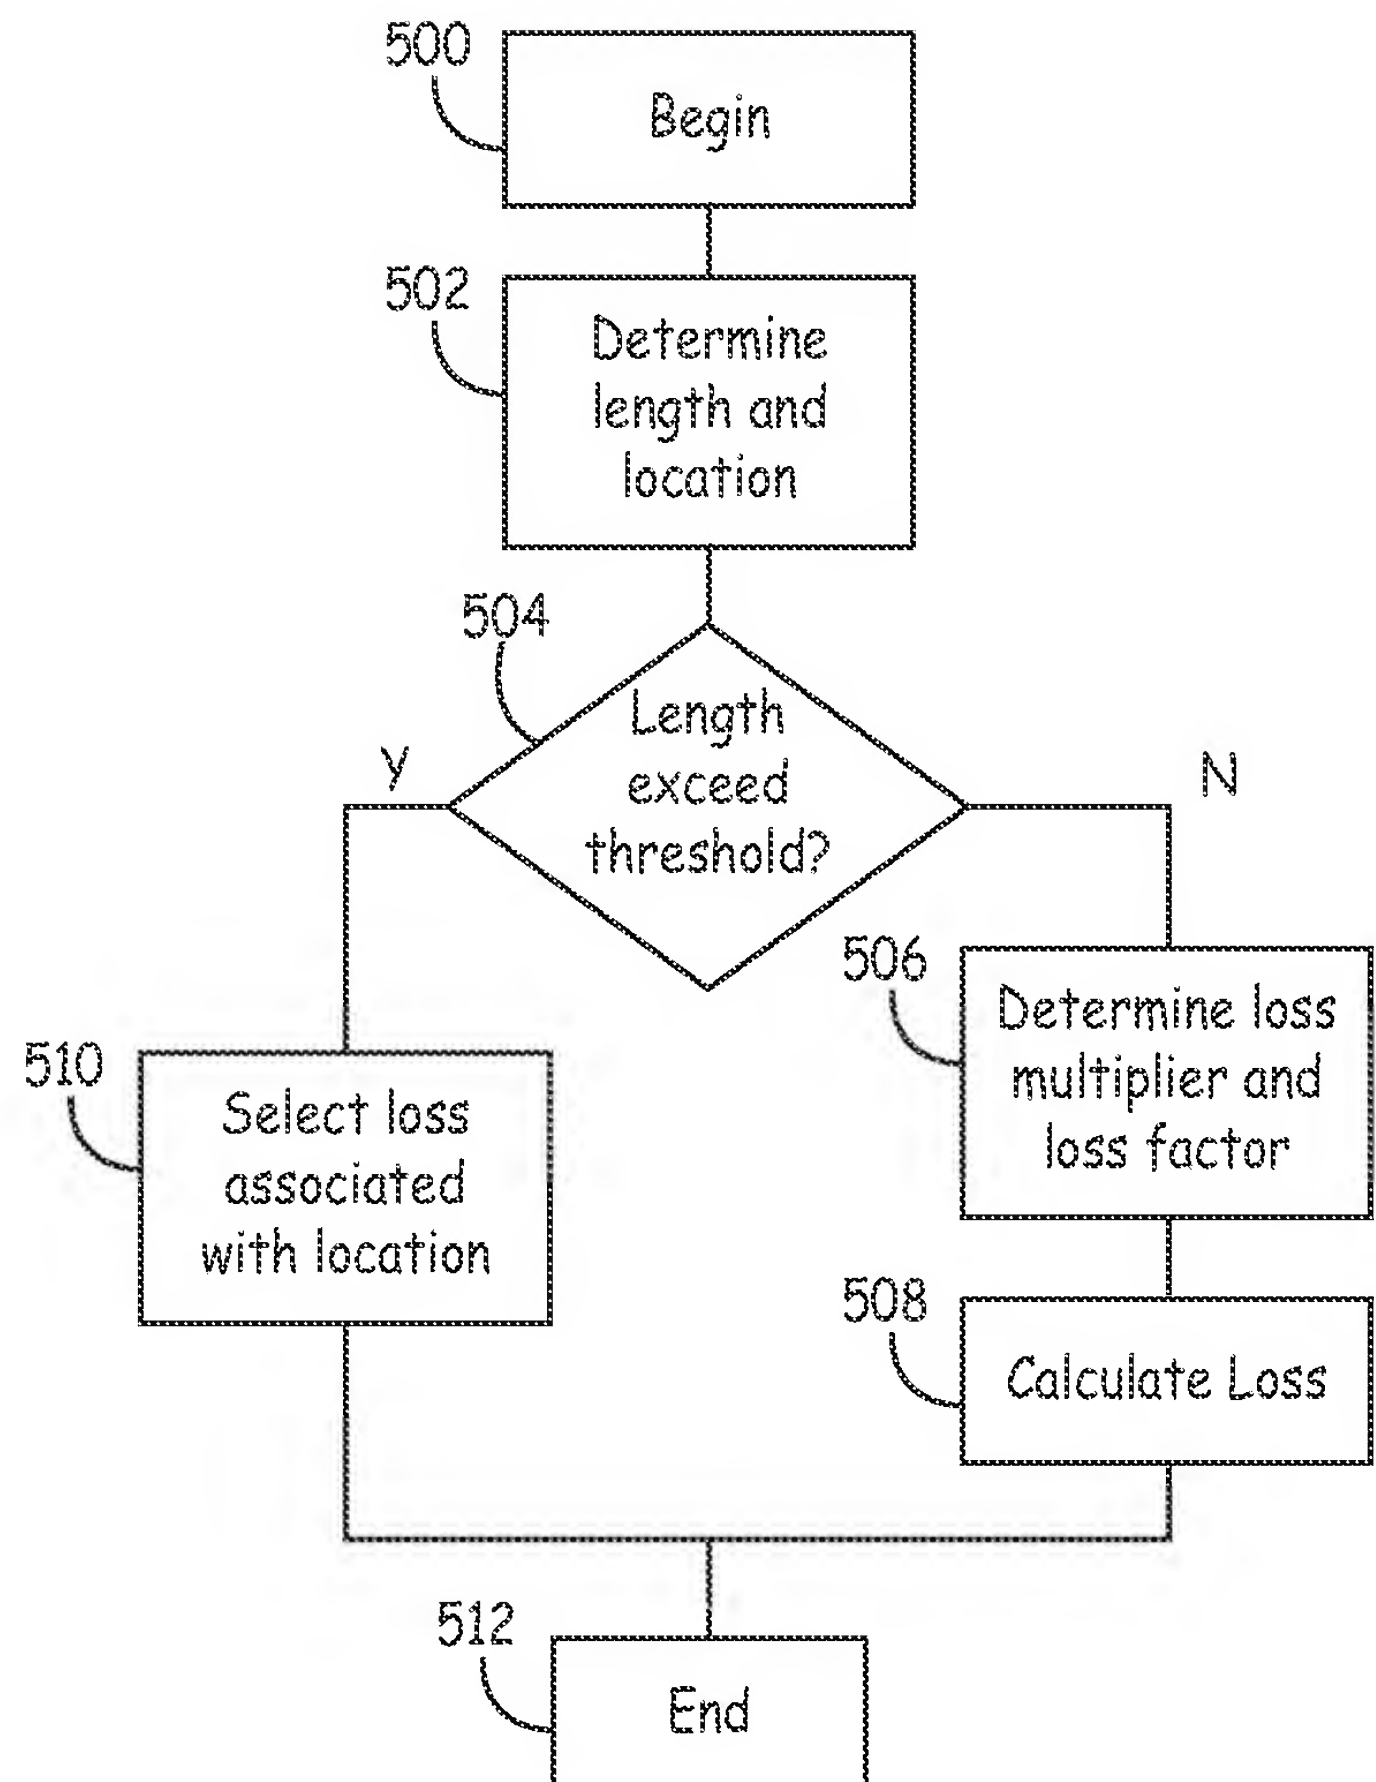 500
Begin
502
Determine
length and
location
504
Length
exceed
threshold?
Y
N
506
Determine loss
multiplier and
loss factor
510
Select loss
associated
with location
508
Calculate Loss
512
End